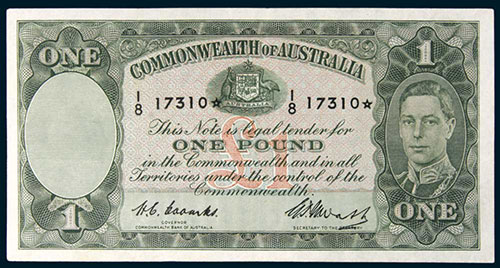 ONE
COMMONWEALTH OF AUSTRALIA
1
I/8 17310★
AUSTRALIA
I/8 17310★
This Note is legal tender for
ONE POUND
in the Commonwealth and in all
Territories under the control of the
Commonwealth.
£1
GOVERNOR
COMMONWEALTH BANK OF AUSTRALIA
SECRETARY TO THE TREASURY
1
ONE